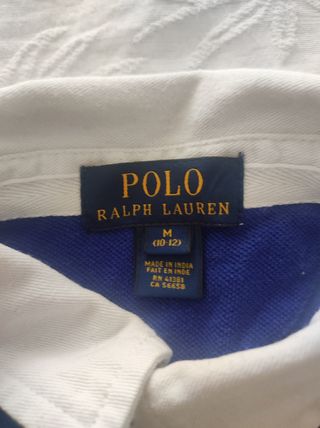 POLO
RALPH LAUREN
M
(10-12)
MADE IN INDIA
FAIT EN INDE
RN 41381
CA 56658